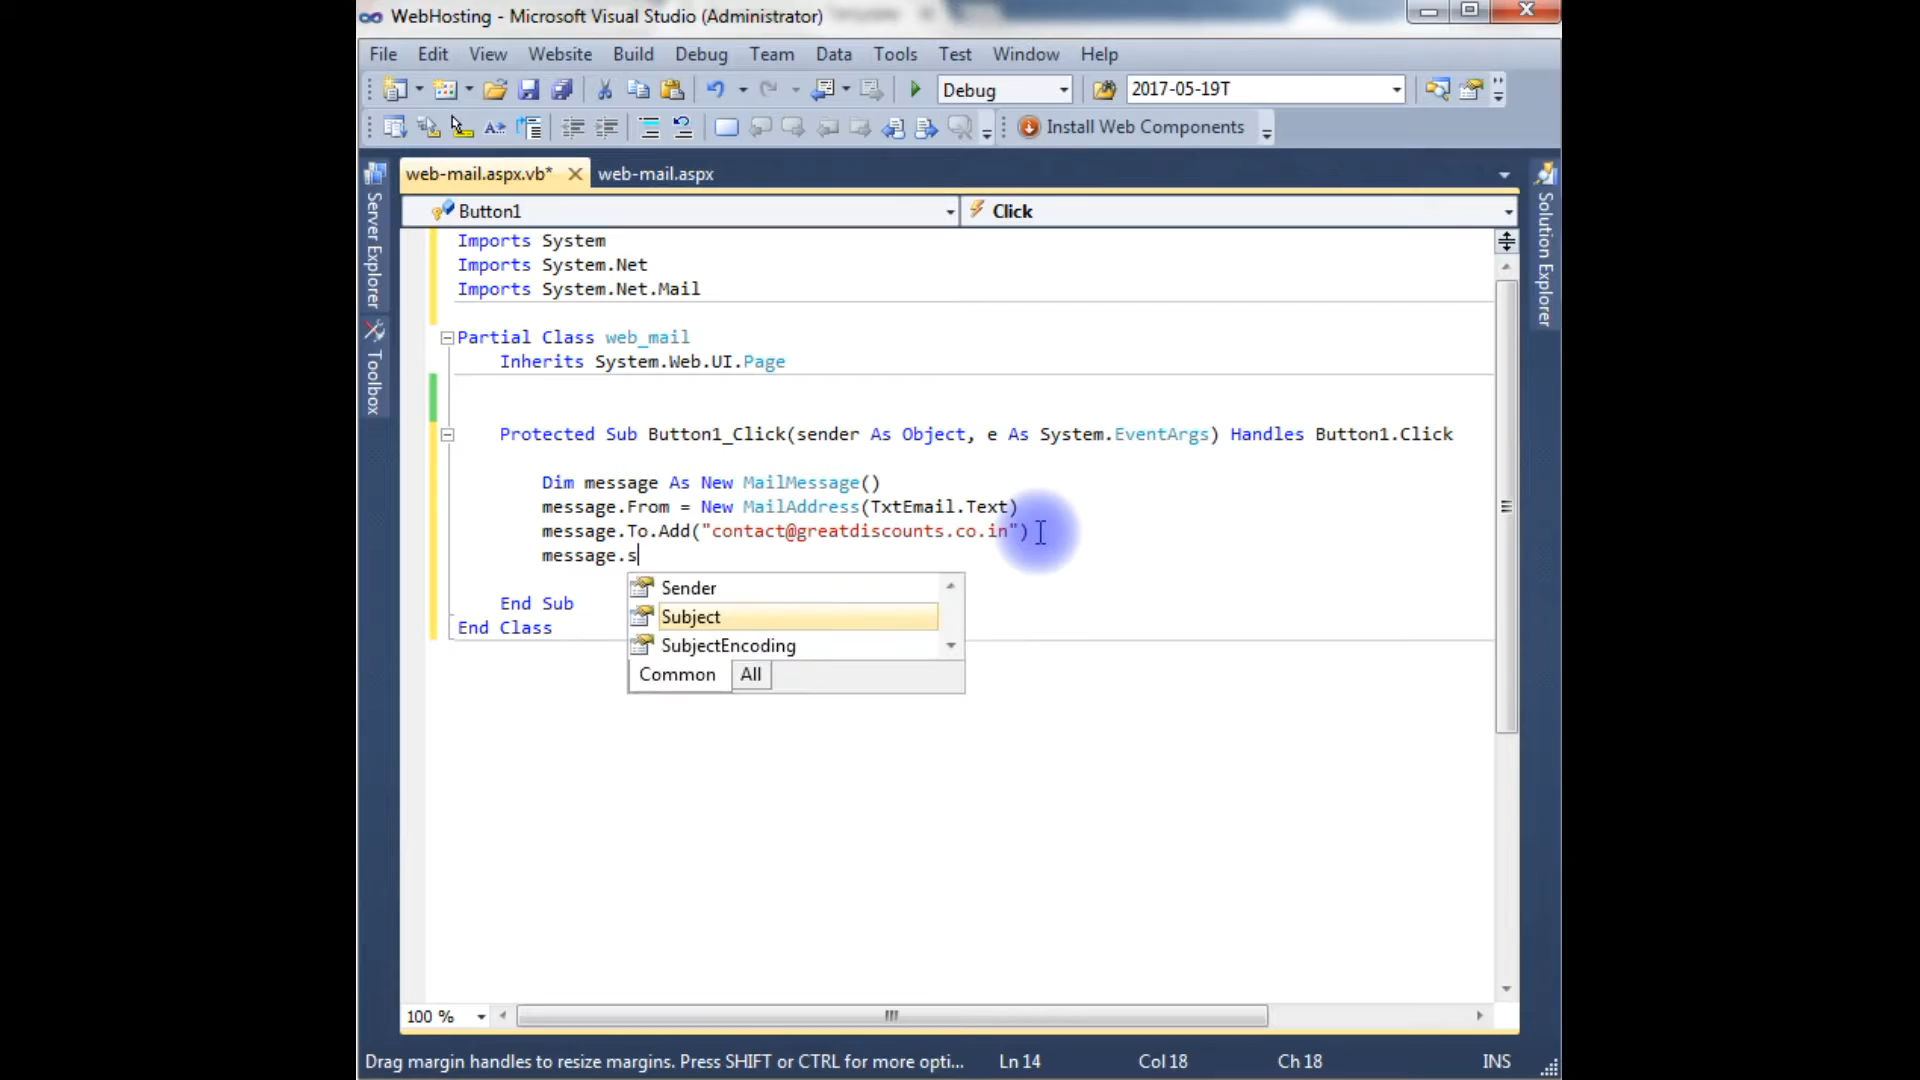 WebHosting - Microsoft Visual Studio (Administrator)
File Edit View Website Build Debug Team Data Tools Test Window Help
Debug 2017-05-19T
Install Web Components
web-mail.aspx.vb* web-mail.aspx
Button1 Click
Server Explorer
Toolbox
Solution Explorer
Imports System
Imports System.Net
Imports System.Net.Mail
Partial Class web_mail
Inherits System.Web.UI.Page
Protected Sub Button1_Click(sender As Object, e As System.EventArgs) Handles Button1.Click
Dim message As New MailMessage()
message.From = New MailAddress(TxtEmail.Text)
message.To.Add("contact@greatdiscounts.co.in")
message.s
Sender
Subject
SubjectEncoding
Common All
End Sub
End Class
100 %
Drag margin handles to resize margins. Press SHIFT or CTRL for more opti... Ln 14 Col 18 Ch 18 INS